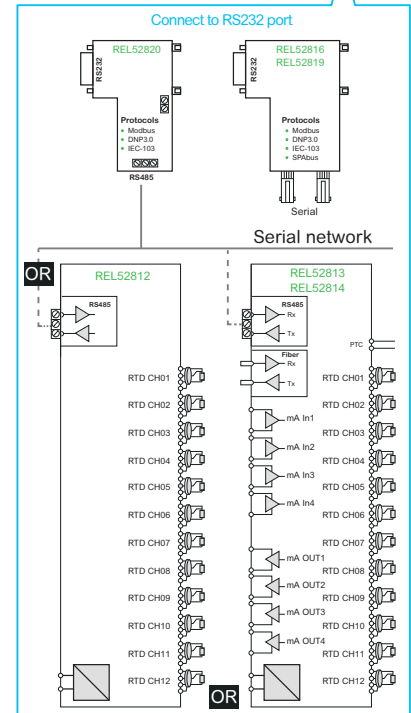 Connect to RS232 port
REL52820
RS232
Protocols
• Modbus
• DNP3.0
• IEC-103
RS485
REL52816
REL52819
RS232
Protocols
• Modbus
• DNP3.0
• IEC-103
• SPAbus
Serial
Serial network
OR
REL52812
RS485
RTD CH01
RTD CH02
RTD CH03
RTD CH04
RTD CH05
RTD CH06
RTD CH07
RTD CH08
RTD CH09
RTD CH10
RTD CH11
RTD CH12
OR
REL52813
REL52814
RS485
Rx
Tx
Fiber
Rx
Tx
mA In1
mA In2
mA In3
mA In4
mA OUT1
mA OUT2
mA OUT3
mA OUT4
PTC
RTD CH01
RTD CH02
RTD CH03
RTD CH04
RTD CH05
RTD CH06
RTD CH07
RTD CH08
RTD CH09
RTD CH10
RTD CH11
RTD CH12